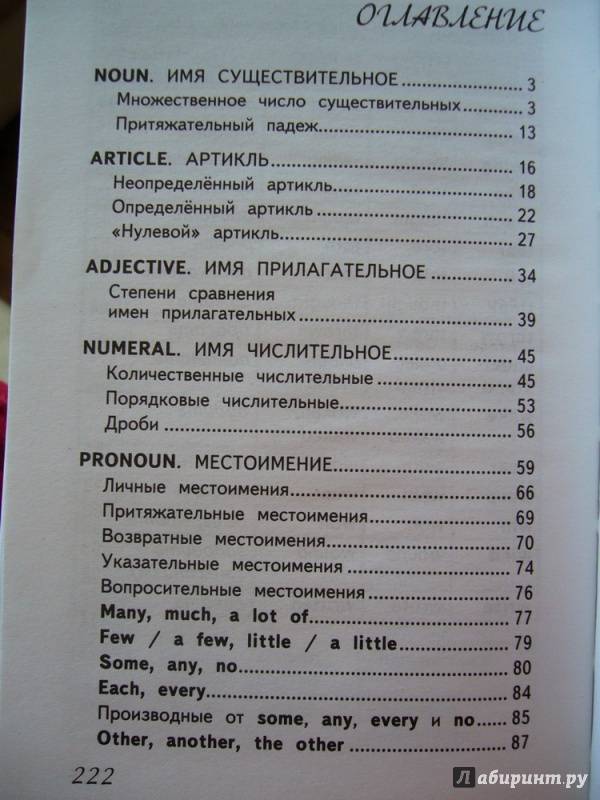 ОГЛАВЛЕНИЕ
NOUN. ИМЯ СУЩЕСТВИТЕЛЬНОЕ.................. 3
Множественное число существительных....... 3
Притяжательный падеж.......................... 13
ARTICLE. АРТИКЛЬ................................... 16
Неопределённый артикль......................... 18
Определённый артикль........................... 22
«Нулевой» артикль................................ 27
ADJECTIVE. ИМЯ ПРИЛАГАТЕЛЬНОЕ............ 34
Степени сравнения
имен прилагательных............................. 39
NUMERAL. ИМЯ ЧИСЛИТЕЛЬНОЕ................. 45
Количественные числительные................... 45
Порядковые числительные........................ 53
Дроби.................................................. 56
PRONOUN. МЕСТОИМЕНИЕ.......................... 59
Личные местоимения............................... 66
Притяжательные местоимения.................... 69
Возвратные местоимения.......................... 70
Указательные местоимения........................ 74
Вопросительные местоимения..................... 76
Many, much, a lot of............................... 77
Few / a few, little / a little..................... 79
Some, any, no....................................... 80
Each, every.......................................... 84
Производные от some, any, every и no..... 85
Other, another, the other........................ 87
222
Лабиринт.ру